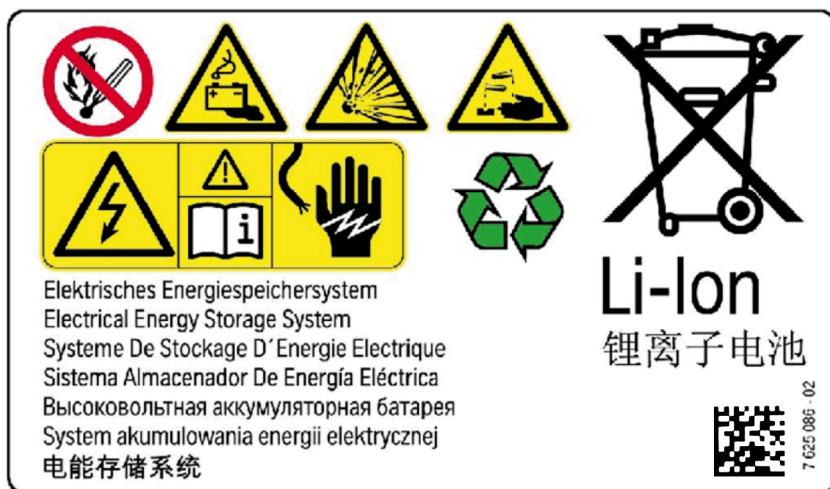 Elektrisches Energiespeichersystem
Electrical Energy Storage System
Systeme De Stockage D´Energie Electrique
Sistema Almacenador De Energía Eléctrica
Высоковольтная аккумуляторная батарея
System akumulowania energii elektrycznej
电能存储系统
Li-Ion
锂离子电池
7 625 086 - 02